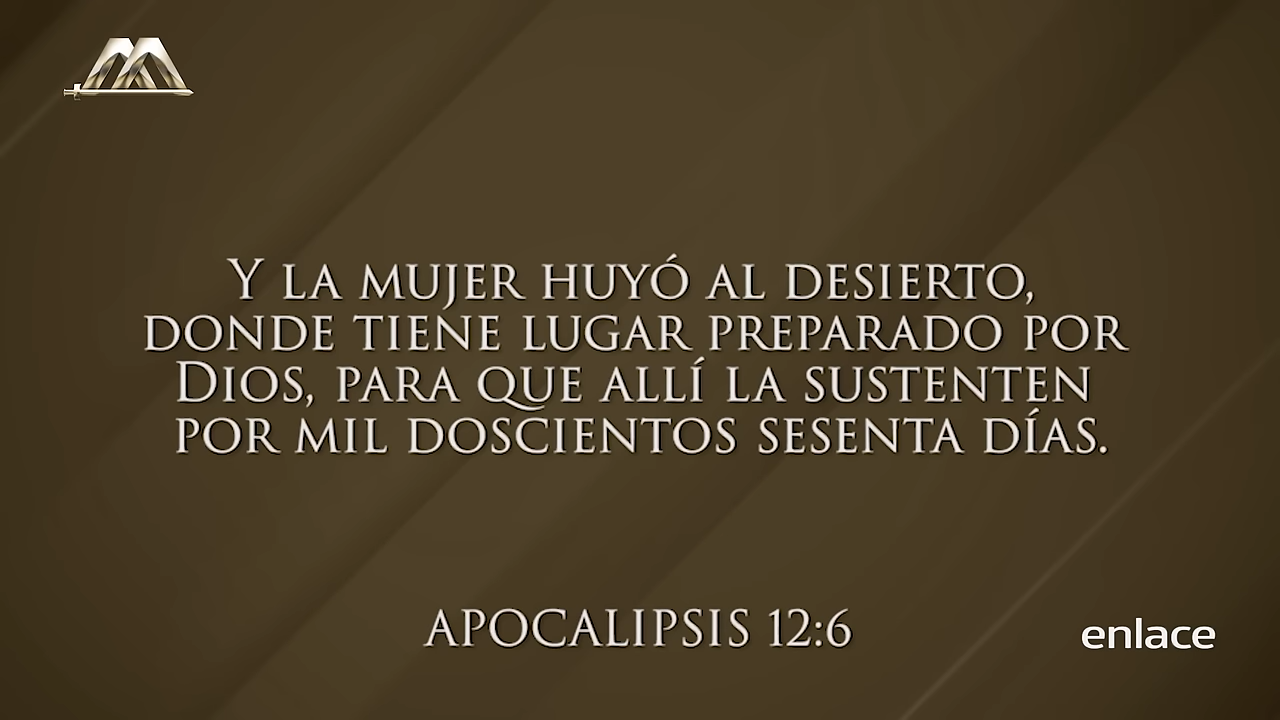 Y LA MUJER HUYÓ AL DESIERTO,
DONDE TIENE LUGAR PREPARADO POR
DIOS, PARA QUE ALLÍ LA SUSTENTEN
POR MIL DOSCIENTOS SESENTA DÍAS.
APOCALIPSIS 12:6
enlace